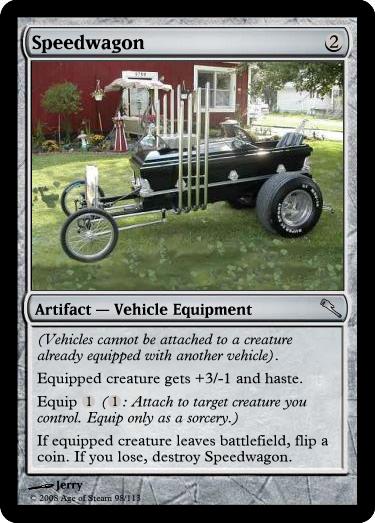 Speedwagon 2
Artifact — Vehicle Equipment
(Vehicles cannot be attached to a creature
already equipped with another vehicle).
Equipped creature gets +3/-1 and haste.
Equip 1 (1: Attach to target creature you
control. Equip only as a sorcery.)
If equipped creature leaves battlefield, flip a
coin. If you lose, destroy Speedwagon.
Jerry
© 2008 Age of Steam 98/113